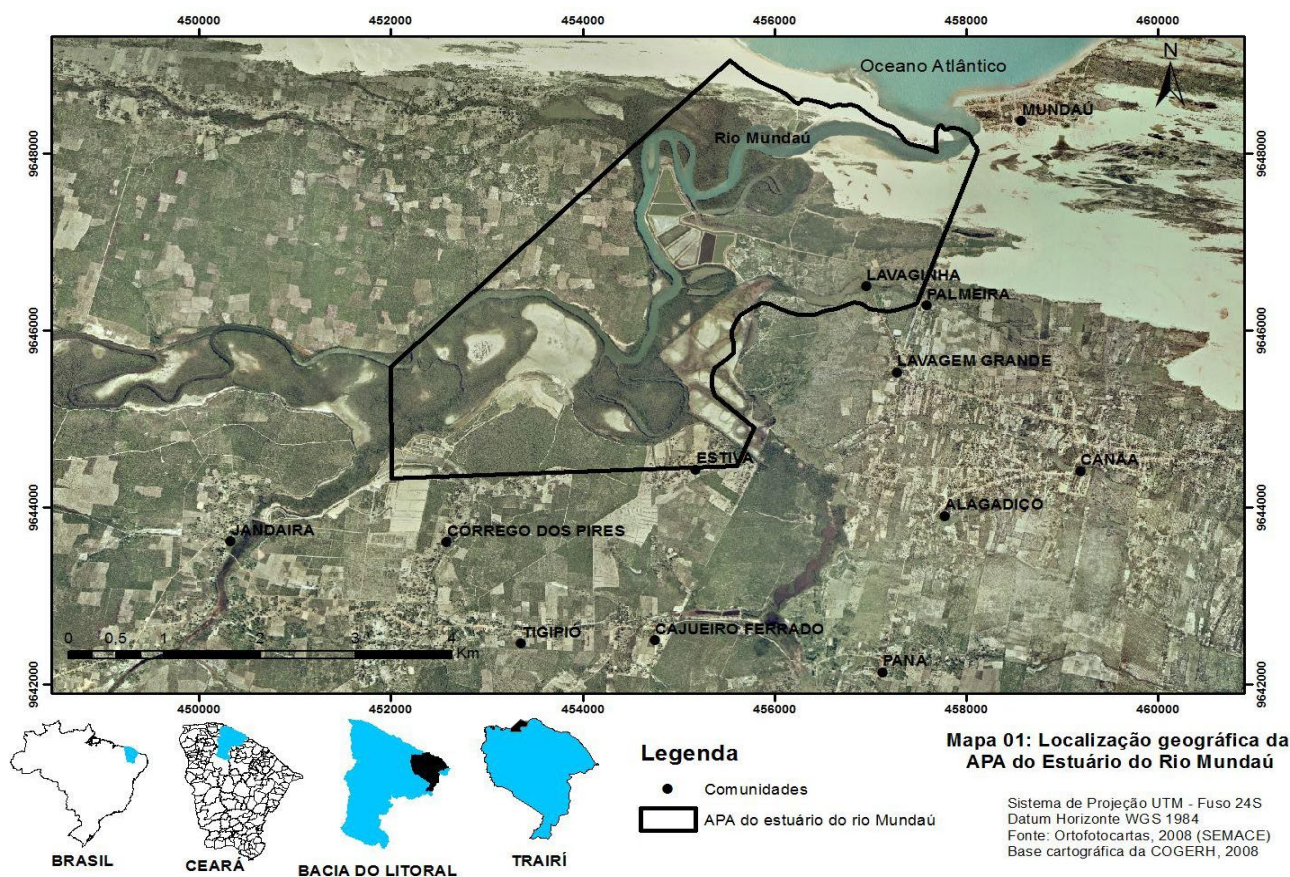 450000 452000 454000 456000 458000 460000
Oceano Atlântico
N
MUNDAÚ
Rio Mundaú
9648000 9648000
LAVAGINHA
PALMEIRA
9646000 9646000
LAVAGEM GRANDE
ESTIVA
CANÃA
ALAGADIÇO
9644000 9644000
JANDAIRA
CÓRREGO DOS PIRES
TIGIPIÓ
CAJUEIRO FERRADO
0 0.5 1 2 3 4
Km
PANÃ
9642000 9642000
450000 452000 454000 456000 458000 460000
BRASIL
CEARÁ
BACIA DO LITORAL
TRAIRÍ
Legenda
Comunidades
APA do estuário do rio Mundaú
Mapa 01: Localização geográfica da
APA do Estuário do Rio Mundaú
Sistema de Projeção UTM - Fuso 24S
Datum Horizonte WGS 1984
Fonte: Ortofotocartas, 2008 (SEMACE)
Base cartográfica da COGERH, 2008